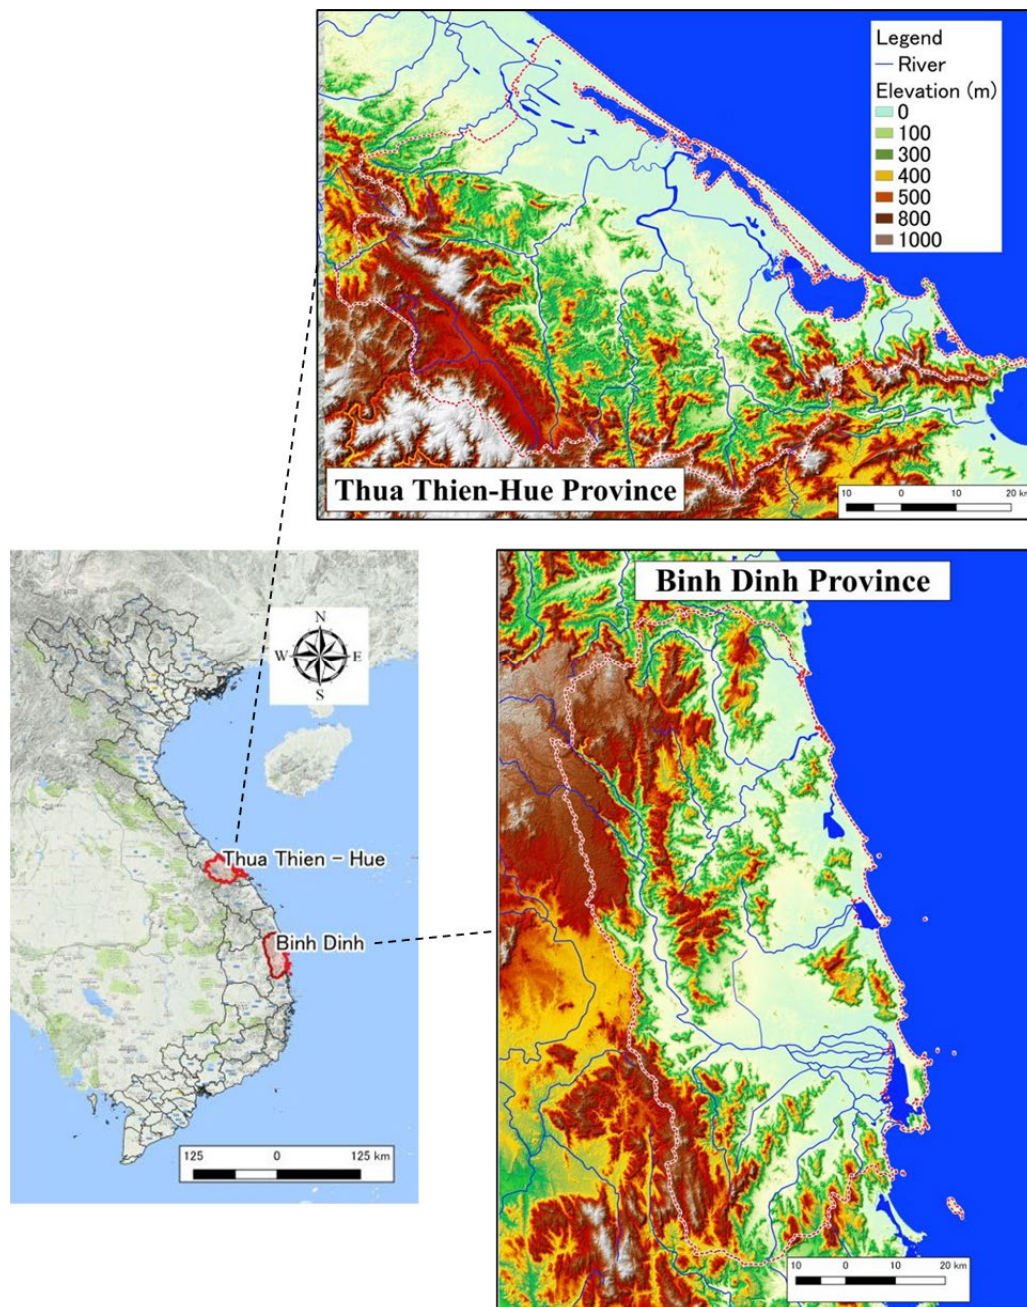 Legend
River
Elevation (m)
0
100
300
400
500
800
1000
Thua Thien-Hue Province
10 0 10 20 km
Binh Dinh Province
N
W E
S
Thua Thien - Hue
Binh Dinh
125 0 125 km
10 0 10 20 km